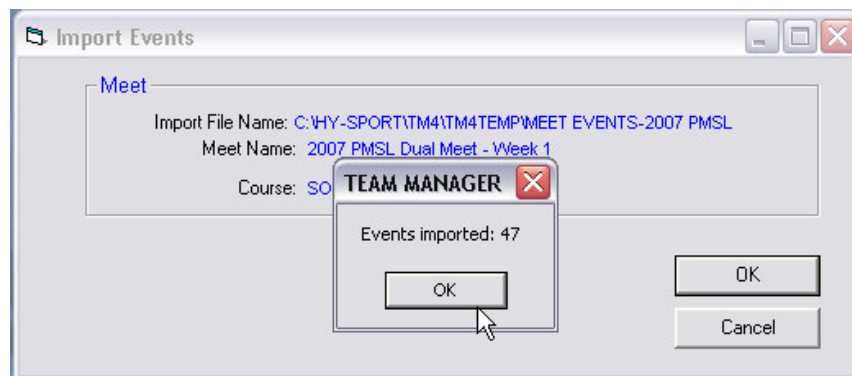 Import Events
Meet
Import File Name: C:\HY-SPORT\TM4\TM4TEMP\MEET EVENTS-2007 PMSL
Meet Name: 2007 PMSL Dual Meet - Week 1
Course: SO
TEAM MANAGER
Events imported: 47
OK
OK
Cancel